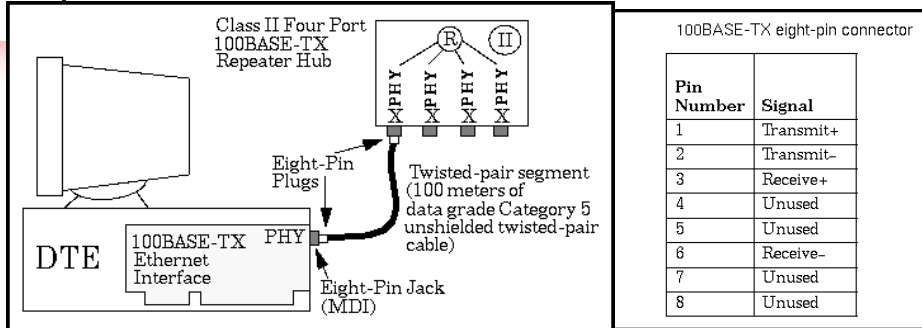 Class II Four Port
100BASE-TX
Repeater Hub
R
II
PHY
PHY
PHY
PHY
X
X
X
X
Eight-Pin
Plugs
Twisted-pair segment
(100 meters of
data grade Category 5
unshielded twisted-pair
cable)
DTE
100BASE-TX PHY
Ethernet
Interface
Eight-Pin Jack
(MDI)
100BASE-TX eight-pin connector
Pin
Number Signal
1 Transmit+
2 Transmit-
3 Receive+
4 Unused
5 Unused
6 Receive-
7 Unused
8 Unused